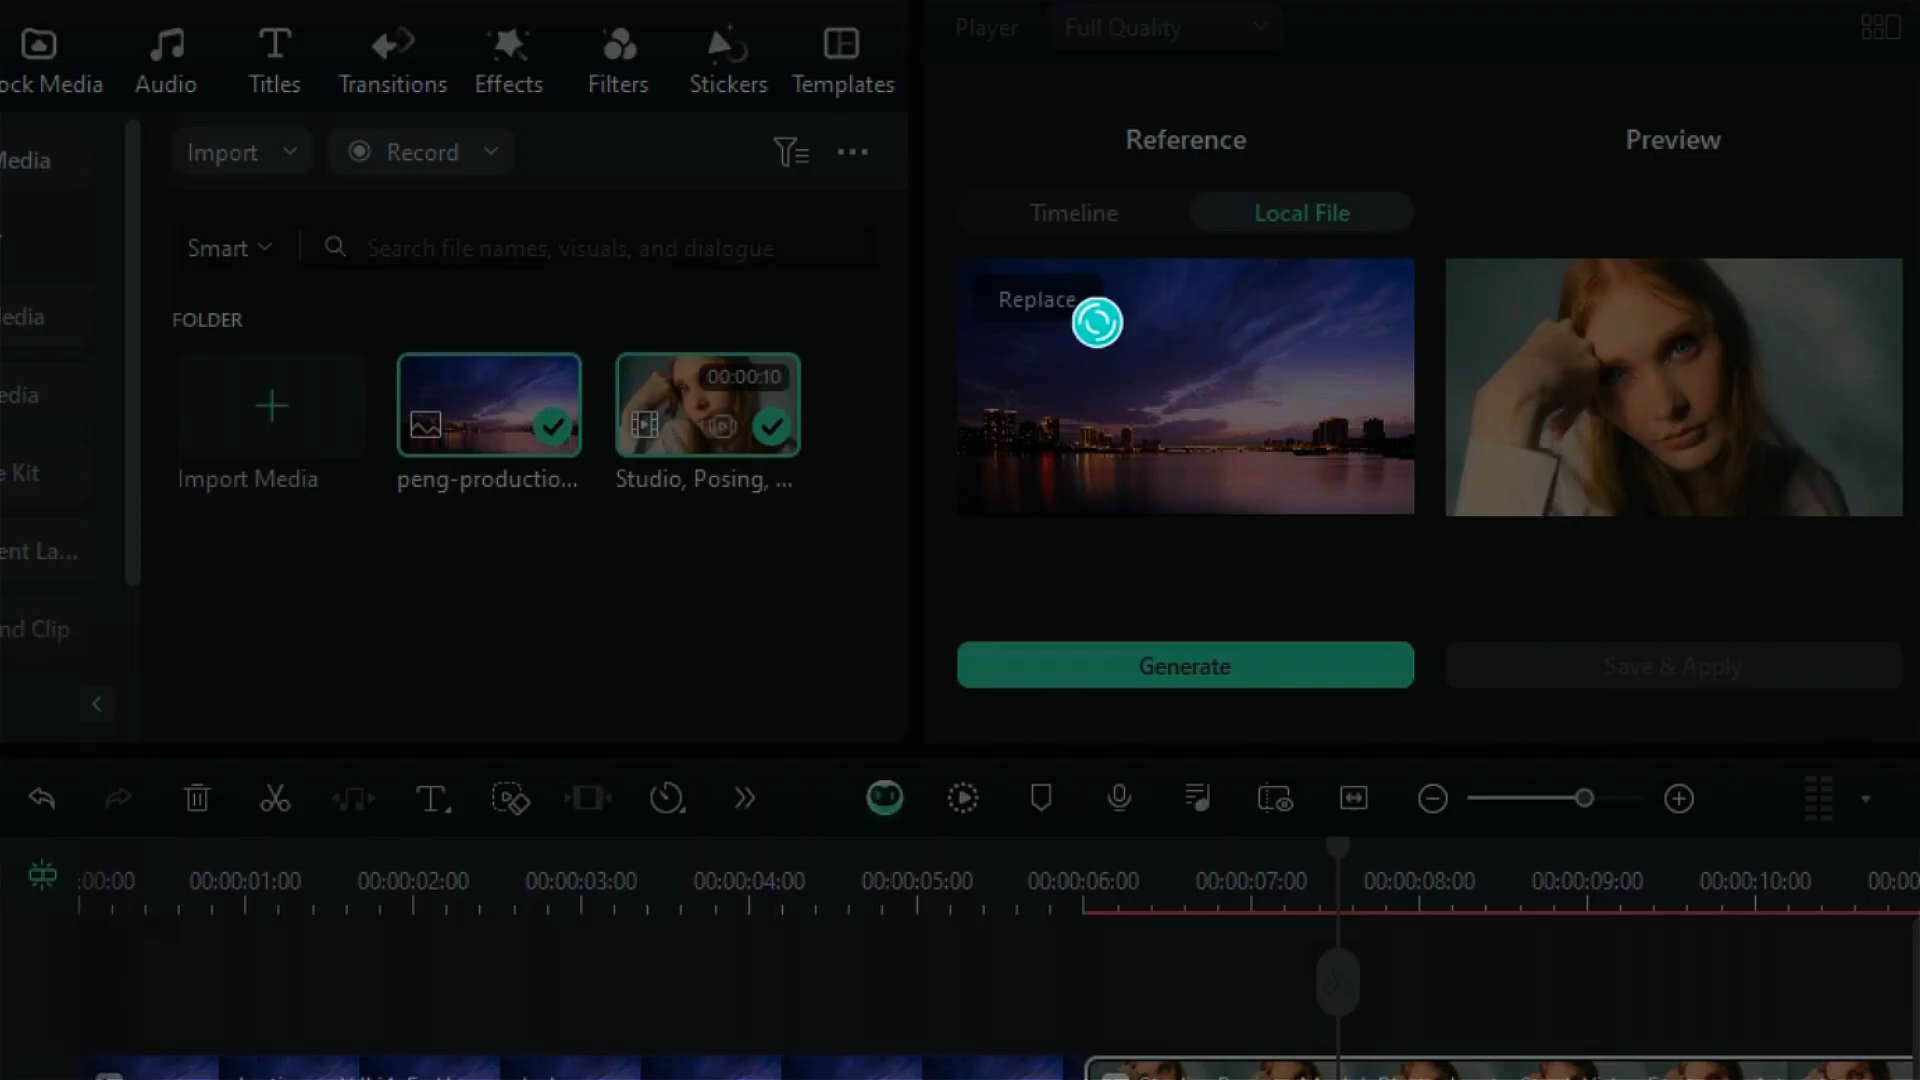 ock Media
Audio
Titles
Transitions
Effects
Filters
Stickers
Templates
Player
Full Quality
Media
Import
Record
Reference
Preview
Timeline
Local File
Smart
Search file names, visuals, and dialogue
Replace
FOLDER
edia
00:00:10
edia
Import Media
peng-productio...
Studio, Posing, ...
e Kit
ent La...
nd Clip
Generate
Save & Apply
:00:00
00:00:01:00
00:00:02:00
00:00:03:00
00:00:04:00
00:00:05:00
00:00:06:00
00:00:07:00
00:00:08:00
00:00:09:00
00:00:10:00
00:00